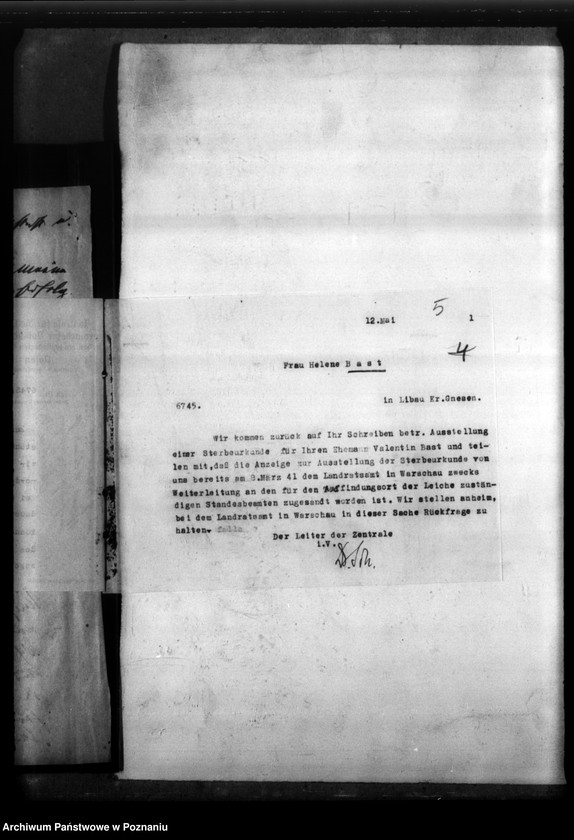 5
12.Mai 1
4
Frau Helene Bast
in Libau Kr.Gnesen.
6745.
Wir kommen zurück auf Ihr Schreiben betr. Ausstellung
einer Sterbeurkunde für Ihren Ehemann Valentin Bast und tei-
len mit,daß die Anzeige zur Ausstellung der Sterbeurkunde von
uns bereits am 8.März 41 dem Landratsamt in Warschau zwecks
Weiterleitung an den für den Auffindungsort der Leiche zustän-
digen Standesbeamten zugesandt worden ist. Wir stellen anheim,
bei dem Landratsamt in Warschau in dieser Sache Rückfrage zu
halten.
Der Leiter der Zentrale
i.V.
Archiwum Państwowe w Poznaniu